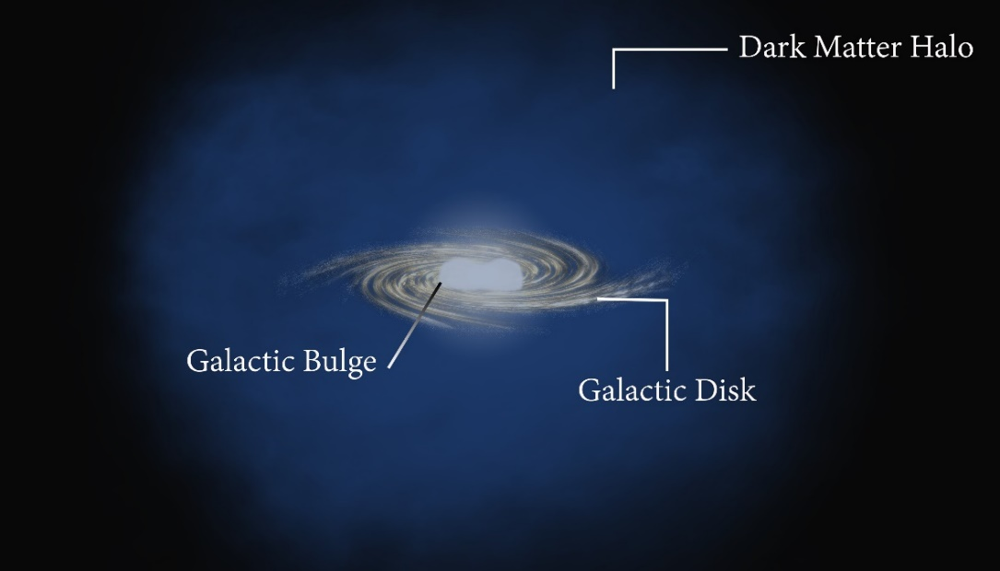 Dark Matter Halo
Galactic Bulge
Galactic Disk